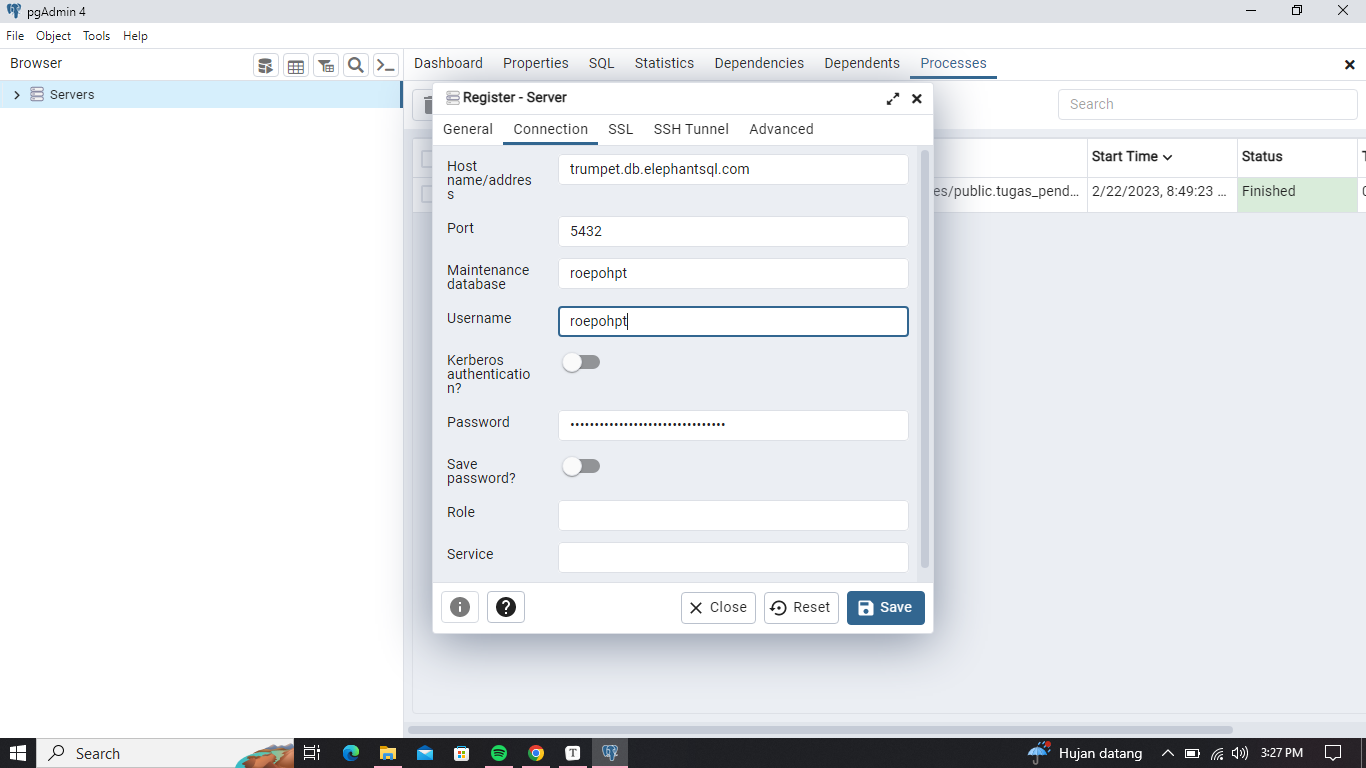 pgAdmin 4
File Object Tools Help
Browser
Dashboard Properties SQL Statistics Dependencies Dependents Processes
Servers
Search
Start Time Status
es/public.tugas_pend... 2/22/2023, 8:49:23 ... Finished
Register - Server
General Connection SSL SSH Tunnel Advanced
Host
name/addres
s
trumpet.db.elephantsql.com
Port
5432
Maintenance
database
roepohpt
Username
roepohpt
Kerberos
authenticatio
n?
Password
••••••••••••••••••••••••••••••••
Save
password?
Role
Service
Close Reset Save
Search
Hujan datang
3:27 PM